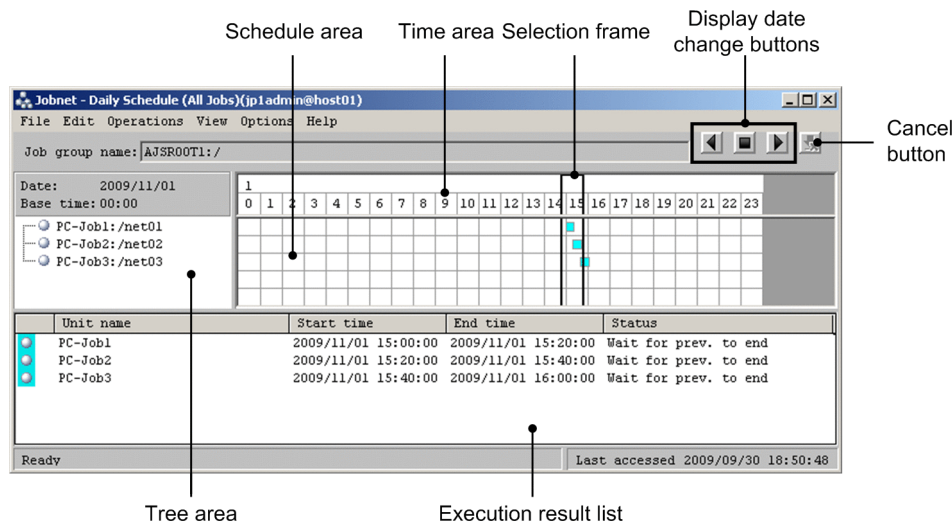 Display date
change buttons
Schedule area
Time area
Selection frame
Jobnet - Daily Schedule (All Jobs)(jp1admin@host01)
File Edit Operations View Options Help
Cancel
button
Job group name: AJSROOT1:/
Date: 2009/11/01
1
Base time: 00:00
0 1 2 3 4 5 6 7 8 9 10 11 12 13 14 15 16 17 18 19 20 21 22 23
PC-Job1:/net01
PC-Job2:/net02
PC-Job3:/net03
Unit name Start time End time Status
PC-Job1 2009/11/01 15:00:00 2009/11/01 15:20:00 Wait for prev. to end
PC-Job2 2009/11/01 15:20:00 2009/11/01 15:40:00 Wait for prev. to end
PC-Job3 2009/11/01 15:40:00 2009/11/01 16:00:00 Wait for prev. to end
Ready
Last accessed 2009/09/30 18:50:48
Tree area
Execution result list